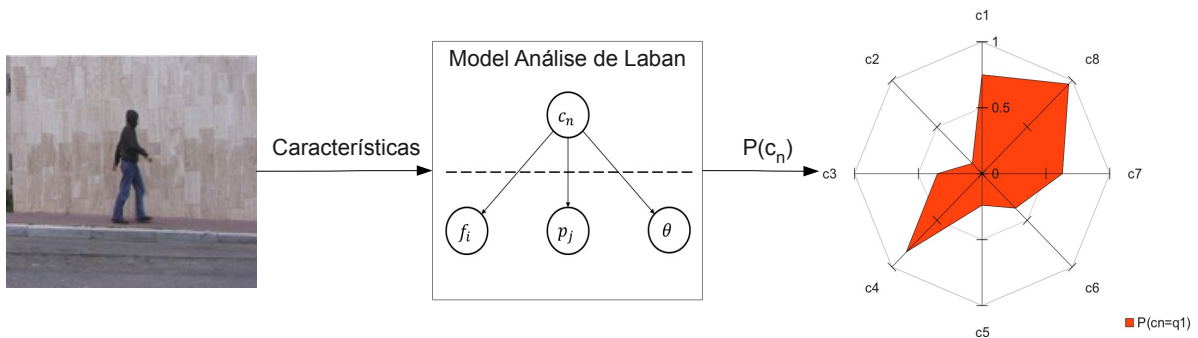 Características
Model Análise de Laban
c_n
f_i
p_j
θ
P(c_n)
c1
1
c2
c8
0.5
c3
0
c7
c4
c6
c5
P(cn=q1)